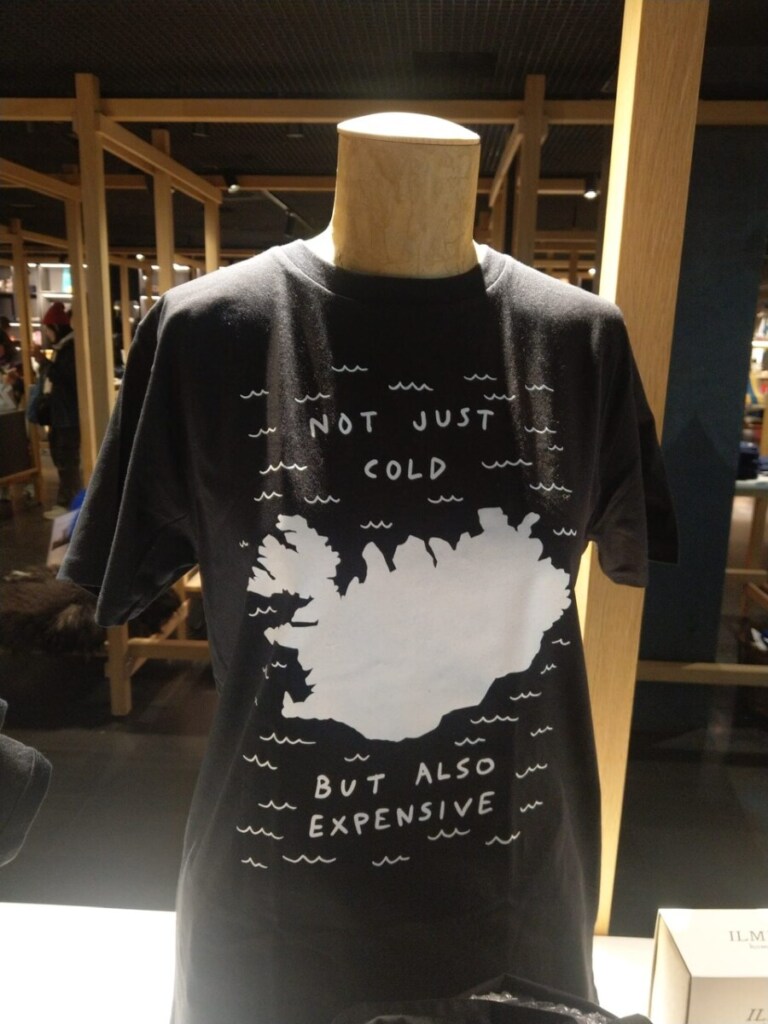 NOT JUST
COLD
BUT ALSO
EXPENSIVE